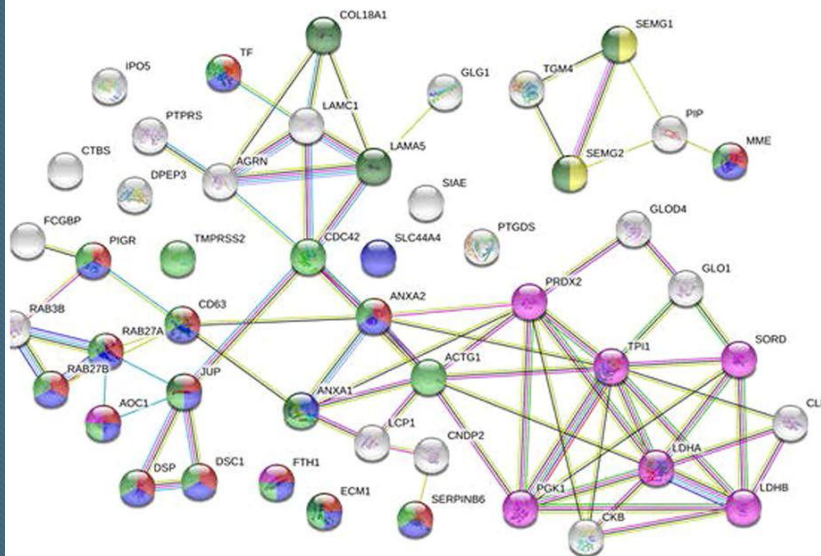 COL18A1
SEMG1
TF
IPO5
TGM4
GLG1
LAMC1
PTPRS
PIP
LAMA5
CTBS
AGRN
SEMG2
MME
DPEP3
SIAE
FCGBP
GLOD4
TMPRSS2
CDC42
SLC44A4
PTGDS
PIGR
GLO1
PRDX2
CD63
ANXA2
RAB3B
RAB27A
TPI1
SORD
ACTG1
RAB27B
JUP
ANXA1
AOC1
LCP1
CNDP2
LDHA
DSP
DSC1
FTH1
PGK1
LDHB
ECM1
SERPINB6
CKB